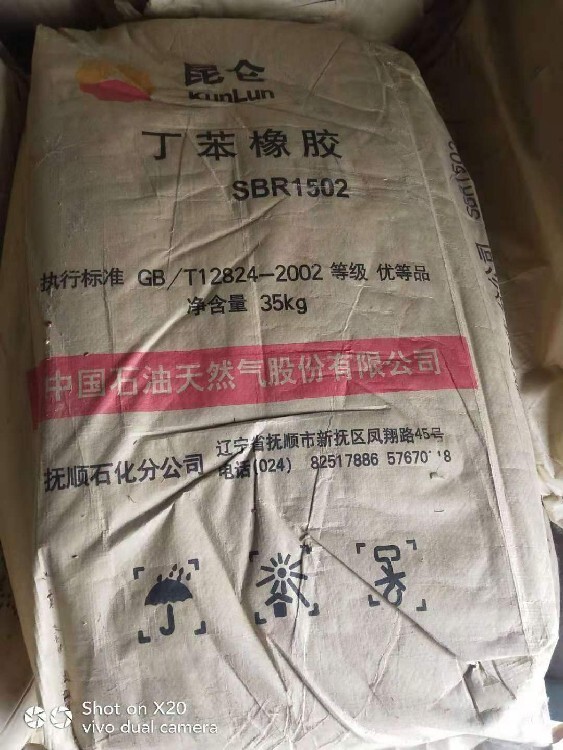 昆仑
KunLun
丁苯橡胶
SBR1502
执行标准 GB/T12824-2002 等级 优等品
净含量 35kg
中国石油天然气股份有限公司
抚顺石化分公司
辽宁省抚顺市新抚区凤翔路45号
电话(024) 82517886
SBR1502
公司
Shot on X20
vivo dual camera